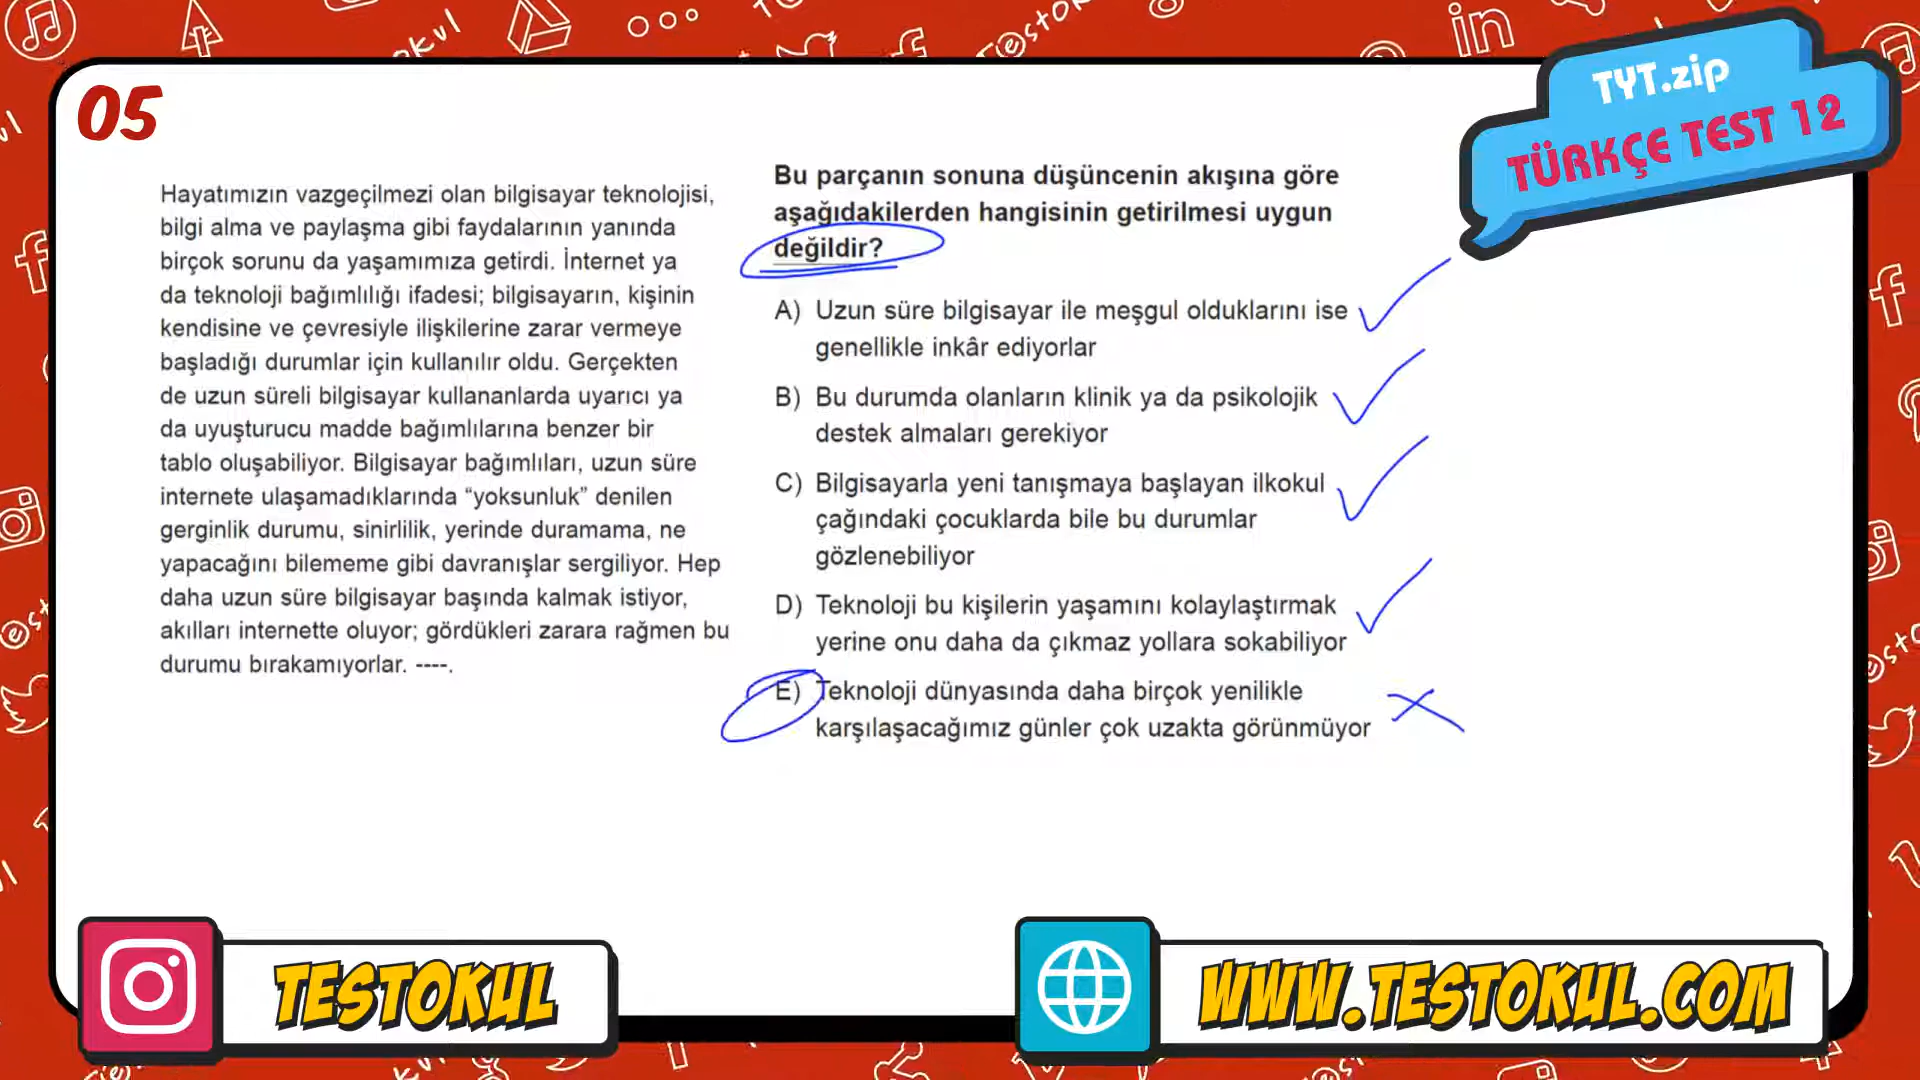 05
TYT.zip
TÜRKÇE TEST 12
Hayatımızın vazgeçilmezi olan bilgisayar teknolojisi,
bilgi alma ve paylaşma gibi faydalarının yanında
birçok sorunu da yaşamımıza getirdi. İnternet ya
da teknoloji bağımlılığı ifadesi; bilgisayarın, kişinin
kendisine ve çevresiyle ilişkilerine zarar vermeye
başladığı durumlar için kullanılır oldu. Gerçekten
de uzun süreli bilgisayar kullananlarda uyarıcı ya
da uyuşturucu madde bağımlılarına benzer bir
tablo oluşabiliyor. Bilgisayar bağımlıları, uzun süre
internete ulaşamadıklarında “yoksunluk” denilen
gerginlik durumu, sinirlilik, yerinde duramama, ne
yapacağını bilememe gibi davranışlar sergiliyor. Hep
daha uzun süre bilgisayar başında kalmak istiyor,
akılları internette oluyor; gördükleri zarara rağmen bu
durumu bırakamıyorlar. ----.
Bu parçanın sonuna düşüncenin akışına göre
aşağıdakilerden hangisinin getirilmesi uygun
değildir?
A) Uzun süre bilgisayar ile meşgul olduklarını ise
genellikle inkâr ediyorlar
B) Bu durumda olanların klinik ya da psikolojik
destek almaları gerekiyor
C) Bilgisayarla yeni tanışmaya başlayan ilkokul
çağındaki çocuklarda bile bu durumlar
gözlenebiliyor
D) Teknoloji bu kişilerin yaşamını kolaylaştırmak
yerine onu daha da çıkmaz yollara sokabiliyor
E) Teknoloji dünyasında daha birçok yenilikle
karşılaşacağımız günler çok uzakta görünmüyor
TESTOKUL
WWW.TESTOKUL.COM